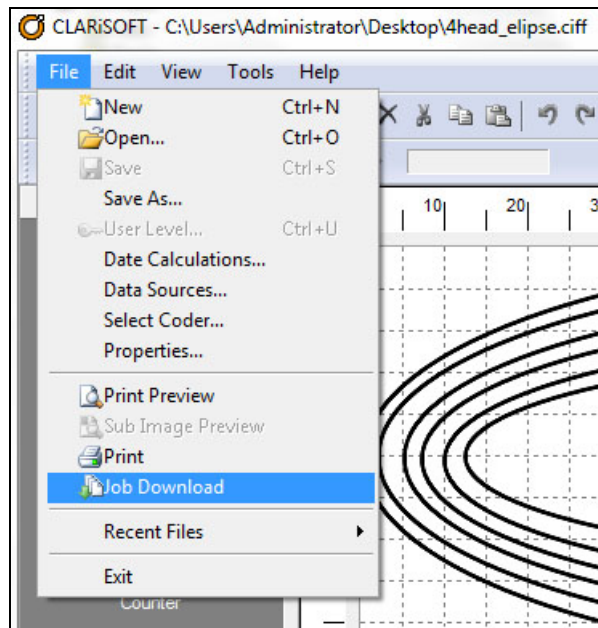 CLARiSOFT - C:\Users\Administrator\Desktop\4head_elipse.ciff
File Edit View Tools Help
New Ctrl+N
Open... Ctrl+O
Save Ctrl+S
Save As...
User Level... Ctrl+U
Date Calculations...
Data Sources...
Select Coder...
Properties...
Print Preview
Sub Image Preview
Print
Job Download
Recent Files
Exit
Counter
10 20 3